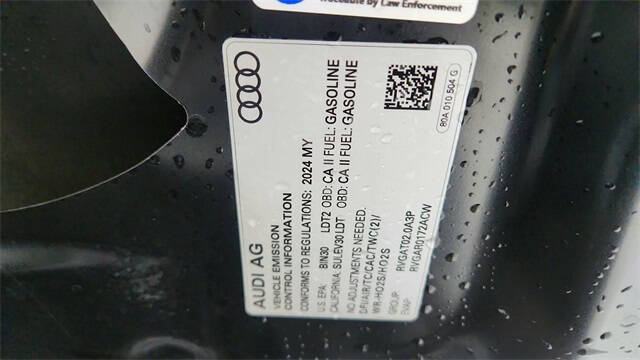 Traceable by Law Enforcement
AUDI AG
VEHICLE EMISSION
CONTROL INFORMATION
CONFORMS TO REGULATIONS: 2024 MY
U.S. EPA: BIN30 LDT2 OBD: CA II FUEL: GASOLINE
CALIFORNIA: SULEV30 LDT OBD: CA II FUEL: GASOLINE
NO ADJUSTMENTS NEEDED.
DFI/AIR/TC/CAC/TWC(2)/
WR-HO2S/HO2S
GROUP: RVGAT02.0A3P
EVAP: RVGAR0172ACW
80A 010 504 G